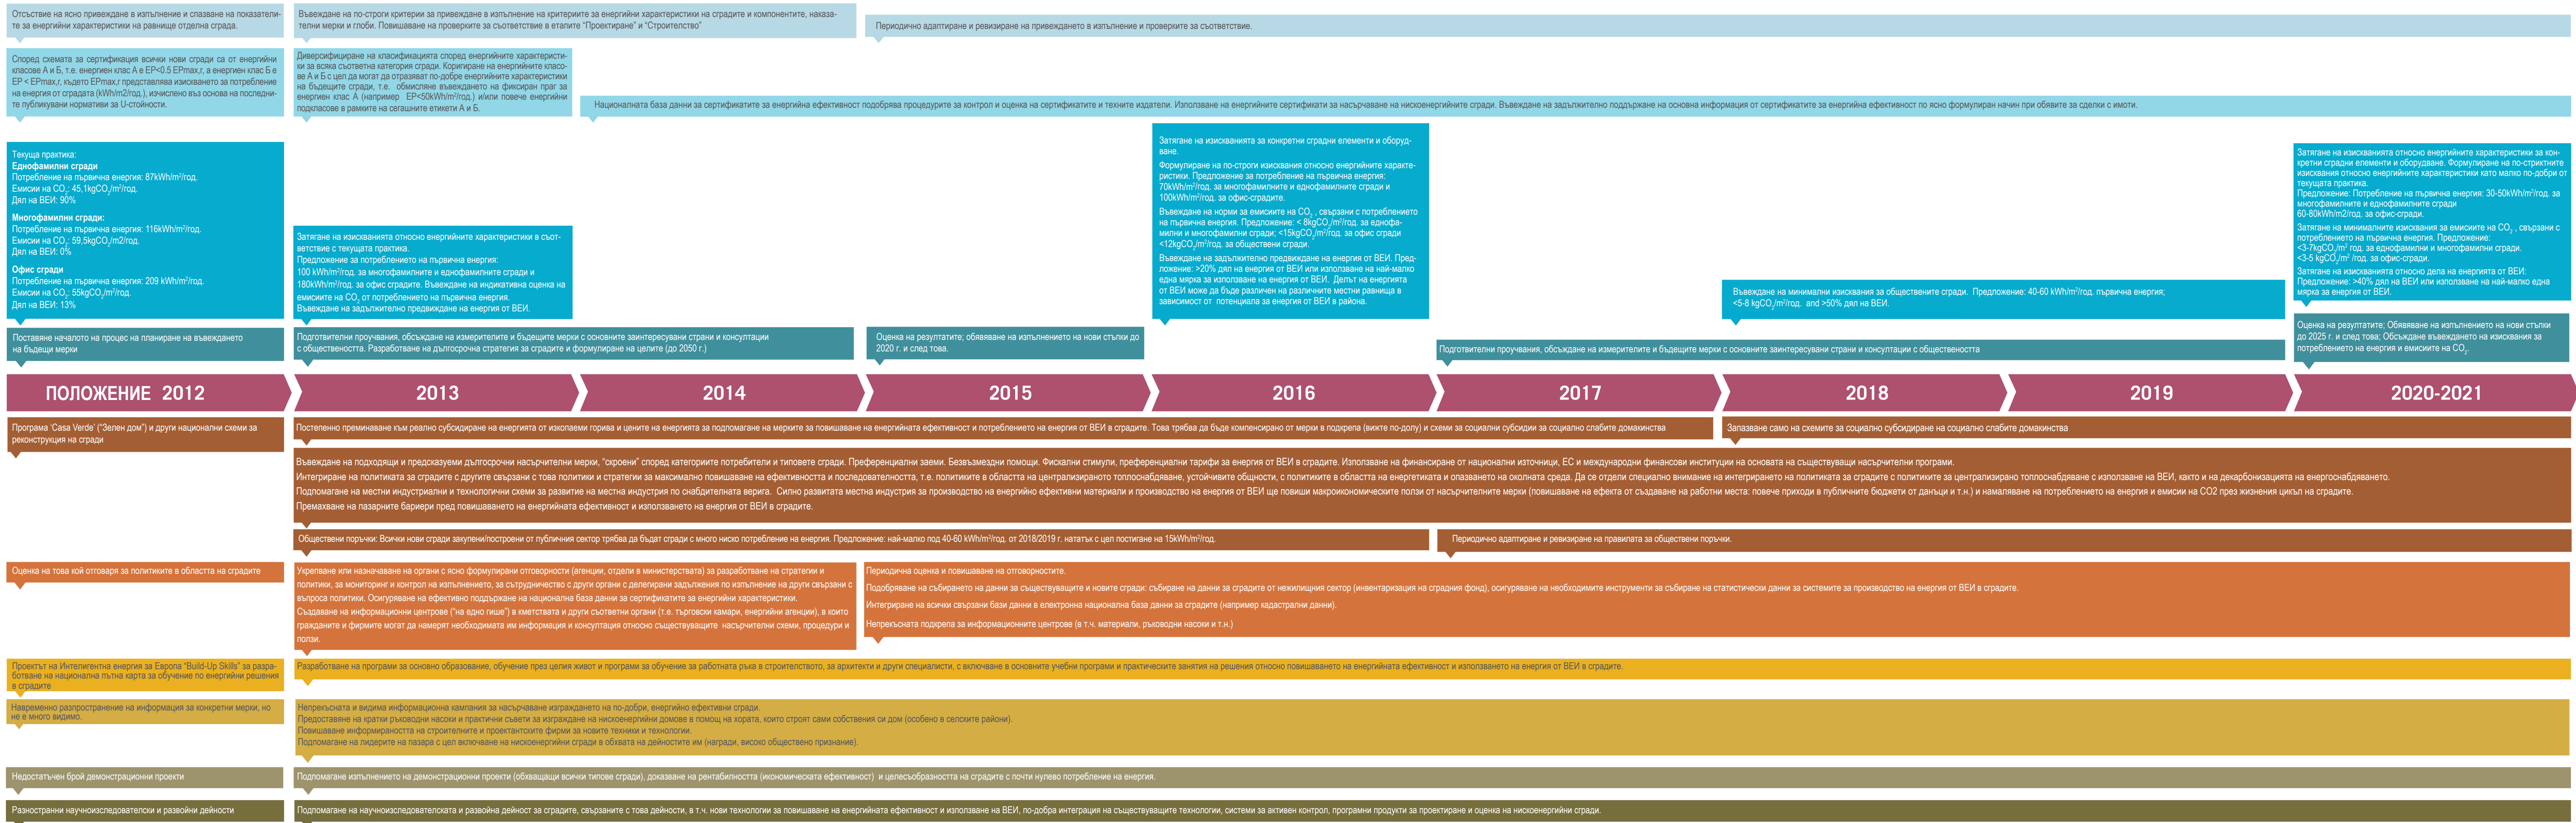 Отсъствие на ясно привеждане в изпълнение и спазване на показатели-
те за енергийни характеристики на равнище отделна сграда.
Въвеждане на по-строги критерии за привеждане в изпълнение на критериите за енергийни характеристики на сградите и компонентите, наказа-
телни мерки и глоби. Повишаване на проверките за съответствие в етапите “Проектиране” и “Строителство”
Периодично адаптиране и ревизиране на привеждането в изпълнение и проверките за съответствие.
Според схемата за сертификация всички нови сгради са от енергийни
класове А и Б, т.е. енергиен клас А е EP<0.5 EPmax,r, а енергиен клас Б е
EP < EPmax,r, където EPmax,r представлява изискването за потребление
на енергия от сградата (kWh/m2/год.), изчислено въз основа на последни-
те публикувани нормативи за U-стойности.
Диверсифициране на класификацията според енергийните характеристи-
ки за всяка съответна категория сгради. Коригиране на енергийните класо-
ве А и Б с цел да могат да отразяват по-добре енергийните характеристики
на бъдещите сгради, т.е. обмисляне въвеждането на фиксиран праг за
енергиен клас А (например EP<50kWh/m²/год.) и/или повече енергийни
подкласове в рамките на сегашните етикети А и Б.
Националната база данни за сертификатите за енергийна ефективност подобрява процедурите за контрол и оценка на сертификатите и техните издатели. Използване на енергийните сертификати за насърчаване на нискоенергийните сгради. Въвеждане на задължително поддържане на основна информация от сертификатите за енергийна ефективност по ясно формулиран начин при обявите за сделки с имоти.
Текуща практика:
Еднофамилни сгради
Потребление на първична енергия: 87kWh/m²/год.
Емисии на CO₂: 45,1kgCO₂/m²/год.
Дял на ВЕИ: 90%
Многофамилни сгради:
Потребление на първична енергия: 116kWh/m²/год.
Емисии на CO₂: 59,5kgCO₂/m2/год.
Дял на ВЕИ: 0%
Офис сгради
Потребление на първична енергия: 209 kWh/m²/год.
Емисии на CO₂: 55kgCO₂/m²/год.
Дял на ВЕИ: 13%
Затягане на изискванията относно енергийните характеристики в съот-
ветствие с текущата практика.
Предложение за потреблението на първична енергия:
100 kWh/m²/год. за многофамилните и еднофамилните сгради и
180kWh/m²/год. за офис сградите. Въвеждане на индикативна оценка на
емисиите на CO₂ от потреблението на първична енергия.
Въвеждане на задължително предвиждане на енергия от ВЕИ.
Затягане на изискванията за конкретни сградни елементи и оборуд-
ване.
Формулиране на по-строги изисквания относно енергийните характе-
ристики. Предложение за потребление на първична енергия:
70kWh/m²/год. за многофамилните и еднофамилните сгради и
100kWh/m²/год. за офис-сградите.
Въвеждане на норми за емисиите на CO₂ , свързани с потреблението
на първична енергия. Предложение: < 8kgCO₂/m²/год. за еднофа-
милни и многофамилни сгради; <15kgCO₂/m²/год. за офис сгради
<12kgCO₂/m²/год. за обществени сгради.
Въвеждане на задължително предвиждане на енергия от ВЕИ. Пред-
ложение: >20% дял на енергия от ВЕИ или използване на най-малко
една мярка за използване на енергия от ВЕИ. Делът на енергията
от ВЕИ може да бъде различен на различните местни равнища в
зависимост от потенциала за енергия от ВЕИ в района.
Въвеждане на минимални изисквания за обществените сгради. Предложение: 40-60 kWh/m²/год. първична енергия;
<5-8 kgCO₂/m²/год. and >50% дял на ВЕИ.
Затягане на изискванията относно енергийните характеристики за кон-
кретни сградни елементи и оборудване. Формулиране на по-стриктните
изисквания относно енергийните характеристики като малко по-добри от
текущата практика.
Предложение: Потребление на първична енергия: 30-50kWh/m²/год. за
многофамилните и еднофамилните сгради
60-80kWh/m2/год. за офис-сгради.
Затягане на минималните изисквания за емисиите на CO₂ , свързани с
потреблението на първична енергия. Предложение:
<3-7kgCO₂/m² год. за еднофамилни и многофамилни сгради.
<3-5 kgCO₂/m² /год. за офис-сгради.
Затягане на изискванията относно дела на енергията от ВЕИ:
Предложение: >40% дял на ВЕИ или използване на най-малко една
мярка за енергия от ВЕИ.
Поставяне началото на процес на планиране на въвеждането
на бъдещи мерки
Подготвителни проучвания, обсъждане на измерителите и бъдещите мерки с основните заинтересувани страни и консултации
с обществеността. Разработване на дългосрочна стратегия за сградите и формулиране на целите (до 2050 г.)
Оценка на резултатите; обявяване на изпълнението на нови стъпки до
2020 г. и след това.
Подготвителни проучвания, обсъждане на измерителите и бъдещите мерки с основните заинтересувани страни и консултации с обществеността
Оценка на резултатите; Обявяване на изпълнението на нови стъпки
до 2025 г. и след това; Обсъждане въвеждането на изисквания за
потреблението на енергия и емисиите на CO₂.
ПОЛОЖЕНИЕ 2012
2013
2014
2015
2016
2017
2018
2019
2020-2021
Програма ‘Casa Verde’ (“Зелен дом”) и други национални схеми за
реконструкция на сгради
Постепенно преминаване към реално субсидиране на енергията от изкопаеми горива и цените на енергията за подпомагане на мерките за повишаване на енергийната ефективност и потреблението на енергия от ВЕИ в сградите. Това трябва да бъде компенсирано от мерки в подкрепа (вижте по-долу) и схеми за социални субсидии за социално слабите домакинства
Запазване само на схемите за социално субсидиране на социално слабите домакинства
Въвеждане на подходящи и предсказуеми дългосрочни насърчителни мерки, “скроени” според категориите потребители и типовете сгради. Преференциални заеми. Безвъзмездни помощи. Фискални стимули, преференциални тарифи за енергия от ВЕИ в сградите. Използване на финансиране от национални източници, ЕС и международни финансови институции на основата на съществуващи насърчителни програми.
Интегриране на политиката за сградите с другите свързани с това политики и стратегии за максимално повишаване на ефективността и последователността, т.е. политиките в областта на централизираното топлоснабдяване, устойчивите общности, с политиките в областта на енергетиката и опазването на околната среда. Да се отдели специално внимание на интегрирането на политиката за сградите с политиките за централизирано топлоснабдяване с използване на ВЕИ, както и на декарбонизацията на енергоснабдяването.
Подпомагане на местни индустриални и технологични схеми за развитие на местна индустрия по снабдителната верига. Силно развитата местна индустрия за производство на енергийно ефективни материали и производство на енергия от ВЕИ ще повиши макроикономическите ползи от насърчителните мерки (повишаване на ефекта от създаване на работни места: повече приходи в публичните бюджети от данъци и т.н.) и намаляване на потреблението на енергия и емисии на CO2 през жизнения цикъл на сградите.
Премахване на пазарните бариери пред повишаването на енергийната ефективност и използването на енергия от ВЕИ в сградите.
Обществени поръчки: Всички нови сгради закупени/построени от публичния сектор трябва да бъдат сгради с много ниско потребление на енергия. Предложение: най-малко под 40-60 kWh/m²/год. от 2018/2019 г. нататък с цел постигане на 15kWh/m²/год.
Периодично адаптиране и ревизиране на правилата за обществени поръчки.
Оценка на това кой отговаря за политиките в областта на сградите
Укрепване или назначаване на органи с ясно формулирани отговорности (агенции, отдели в министерствата) за разработване на стратегии и
политики, за мониторинг и контрол на изпълнението, за сътрудничество с други органи с делегирани задължения по изпълнение на други свързани с
въпроса политики. Осигуряване на ефективно поддържане на национална база данни за сертификатите за енергийни характеристики.
Създаване на информационни центрове (“на едно гише”) в кметствата и други съответни органи (т.е. търговски камари, енергийни агенции), в които
гражданите и фирмите могат да намерят необходимата им информация и консултация относно съществуващите насърчителни схеми, процедури и
ползи.
Периодична оценка и повишаване на отговорностите.
Подобряване на събирането на данни за съществуващите и новите сгради: събиране на данни за сградите от нежилищния сектор (инвентаризация на сградния фонд), осигуряване на необходимите инструменти за събиране на статистически данни за системите за производство на енергия от ВЕИ в сградите.
Интегриране на всички свързани бази данни в електронна национална база данни за сградите (например кадастрални данни).
Непрекъсната подкрепа за информационните центрове (в т.ч. материали, ръководни насоки и т.н.)
Проектът на Интелигентна енергия за Европа “Build-Up Skills” за разра-
ботване на национална пътна карта за обучение по енергийни решения
в сградите
Разработване на програми за основно образование, обучение през целия живот и програми за обучение за работната ръка в строителството, за архитекти и други специалисти, с включване в основните учебни програми и практическите занятия на решения относно повишаването на енергийната ефективност и използването на енергия от ВЕИ в сградите.
Навременно разпространение на информация за конкретни мерки, но
не е много видимо.
Непрекъсната и видима информационна кампания за насърчаване изграждането на по-добри, енергийно ефективни сгради.
Предоставяне на кратки ръководни насоки и практични съвети за изграждане на нискоенергийни домове в помощ на хората, които строят сами собствения си дом (особено в селските райони).
Повишаване информираността на строителните и проектантските фирми за новите техники и технологии.
Подпомагане на лидерите на пазара с цел включване на нискоенергийни сгради в обхвата на дейностите им (награди, високо обществено признание).
Недостатъчен брой демонстрационни проекти
Подпомагане изпълнението на демонстрационни проекти (обхващащи всички типове сгради), доказване на рентабилността (икономическата ефективност) и целесъобразността на сградите с почти нулево потребление на енергия.
Разностранни научноизследователски и развойни дейности
Подпомагане на научноизследователската и развойна дейност за сградите, свързаните с това дейности, в т.ч. нови технологии за повишаване на енергийната ефективност и използване на ВЕИ, по-добра интеграция на съществуващите технологии, системи за активен контрол, програмни продукти за проектиране и оценка на нискоенергийни сгради.